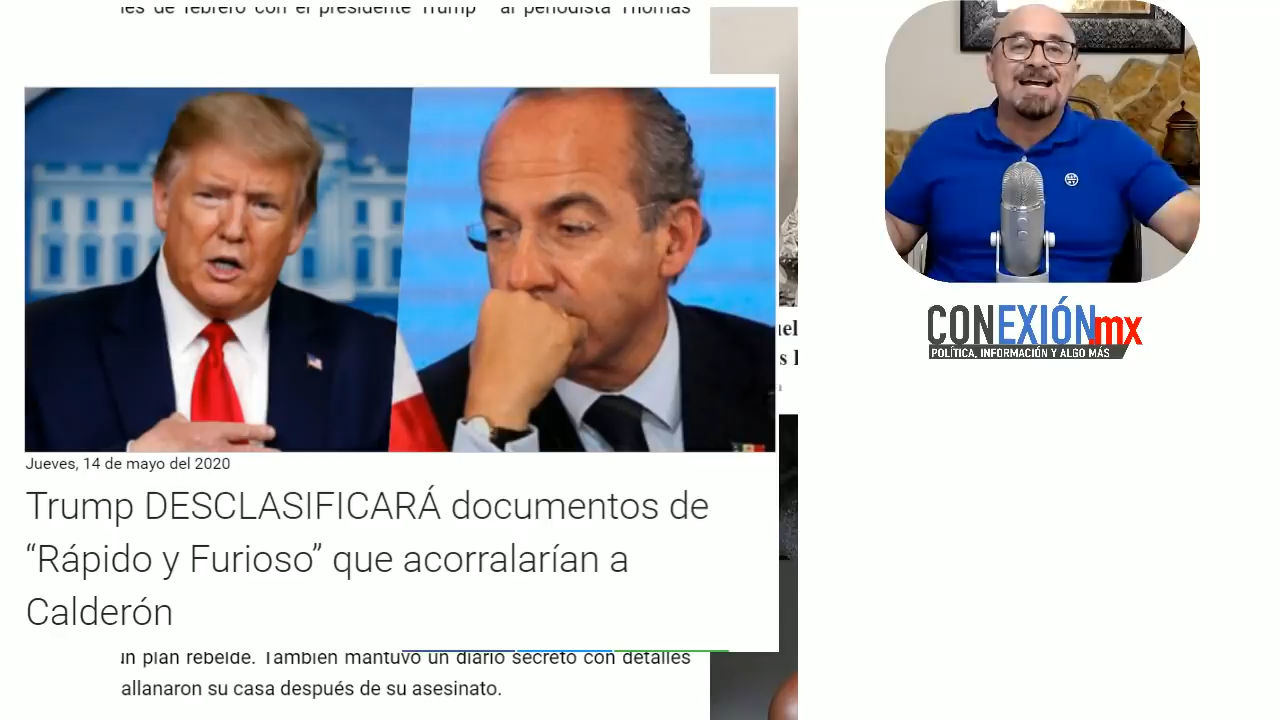 les de febrero con el presidente Trump" al periodista Thomas
Jueves, 14 de mayo del 2020
Trump DESCLASIFICARÁ documentos de
“Rápido y Furioso” que acorralarían a
Calderón
un plan rebelde. También mantuvo un diario secreto con detalles
allanaron su casa después de su asesinato.
CONEXIÓNmx
POLÍTICA, INFORMACIÓN Y ALGO MÁS